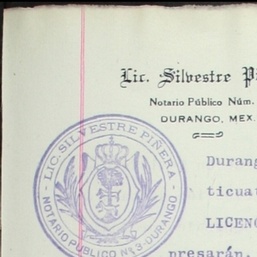 Lic. Silvestre Pi
Notario Público Núm.
DURANGO, MEX.
LIC. SILVESTRE PIÑERA
NOTARIO PUBLICO No. 3-DURANGO
Durang
ticuat
LICENC
presarán.